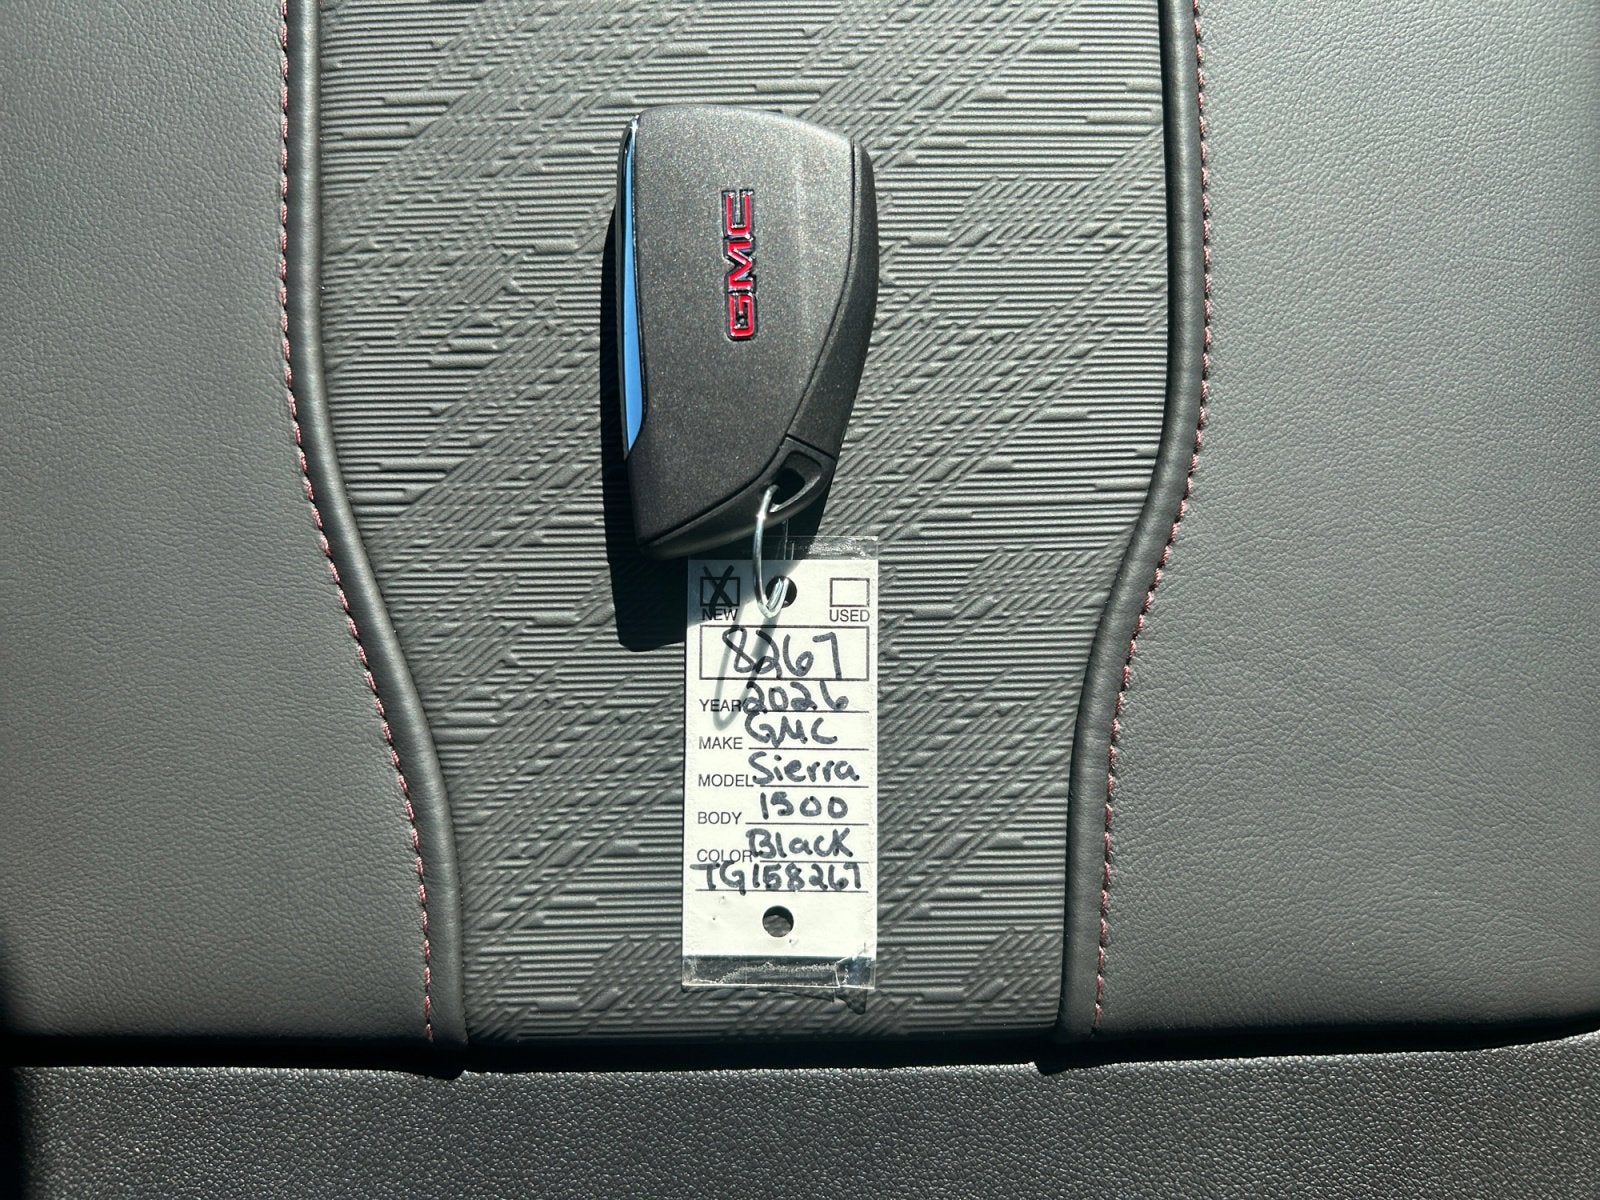 GMC
NEW USED
8267
YEAR 2026
MAKE GMC
MODEL Sierra
BODY 1500
COLOR Black
TG158267